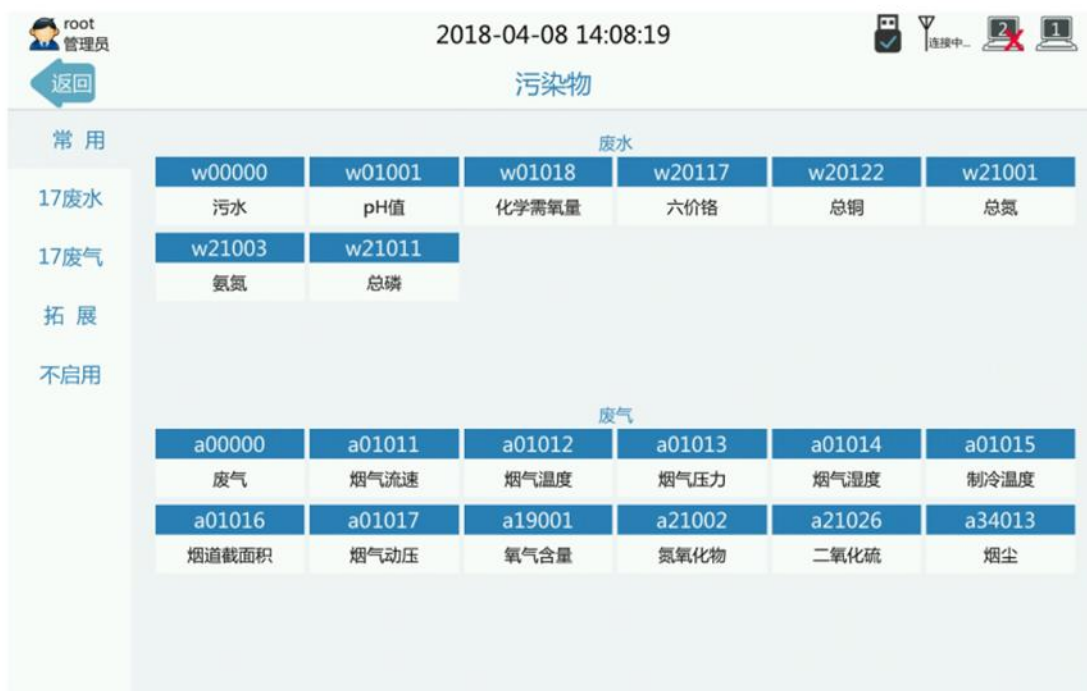 root
管理员
2018-04-08 14:08:19
连接中...
2
1
返回
污染物
常 用
17废水
17废气
拓 展
不启用
废水
w00000 w01001 w01018 w20117 w20122 w21001
污水 pH值 化学需氧量 六价铬 总铜 总氮
w21003 w21011
氨氮 总磷
废气
a00000 a01011 a01012 a01013 a01014 a01015
废气 烟气流速 烟气温度 烟气压力 烟气湿度 制冷温度
a01016 a01017 a19001 a21002 a21026 a34013
烟道截面积 烟气动压 氧气含量 氮氧化物 二氧化硫 烟尘